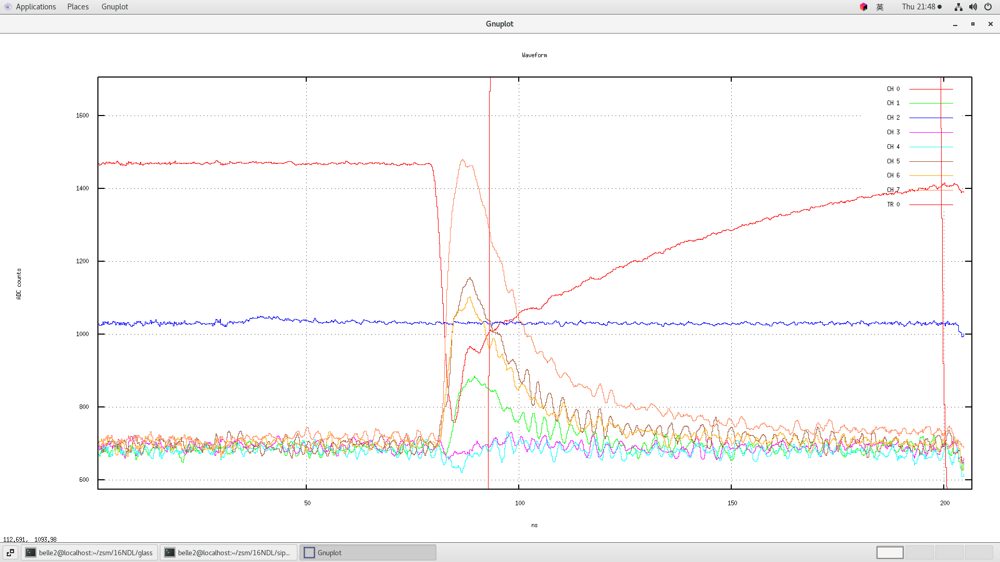 Applications Places Gnuplot 英 Thu 21:48
Gnuplot
Waveform
CH 0
CH 1
CH 2
CH 3
CH 4
CH 5
CH 6
CH 7
TR 0
1600
1400
1200
1000
800
600
ADC counts
50 100 150 200
ns
112,691, 1093,98
belle2@localhost:~/zsm/16NDL/glass belle2@localhost:~/zsm/16NDL/sip... Gnuplot